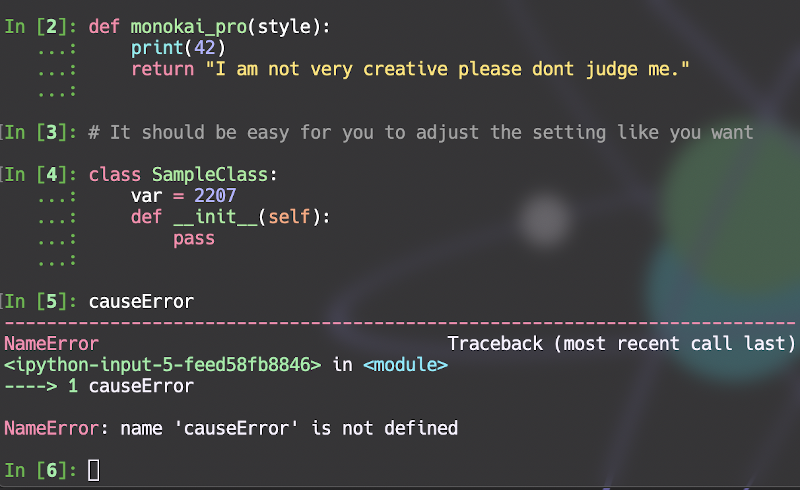 In [2]: def monokai_pro(style):
   ...:     print(42)
   ...:     return "I am not very creative please dont judge me."
   ...:
In [3]: # It should be easy for you to adjust the setting like you want
In [4]: class SampleClass:
   ...:     var = 2207
   ...:     def __init__(self):
   ...:         pass
   ...:
In [5]: causeError
---------------------------------------------------------------------------
NameError                                 Traceback (most recent call last)
<ipython-input-5-feed58fb8846> in <module>
----> 1 causeError
NameError: name 'causeError' is not defined
In [6]: